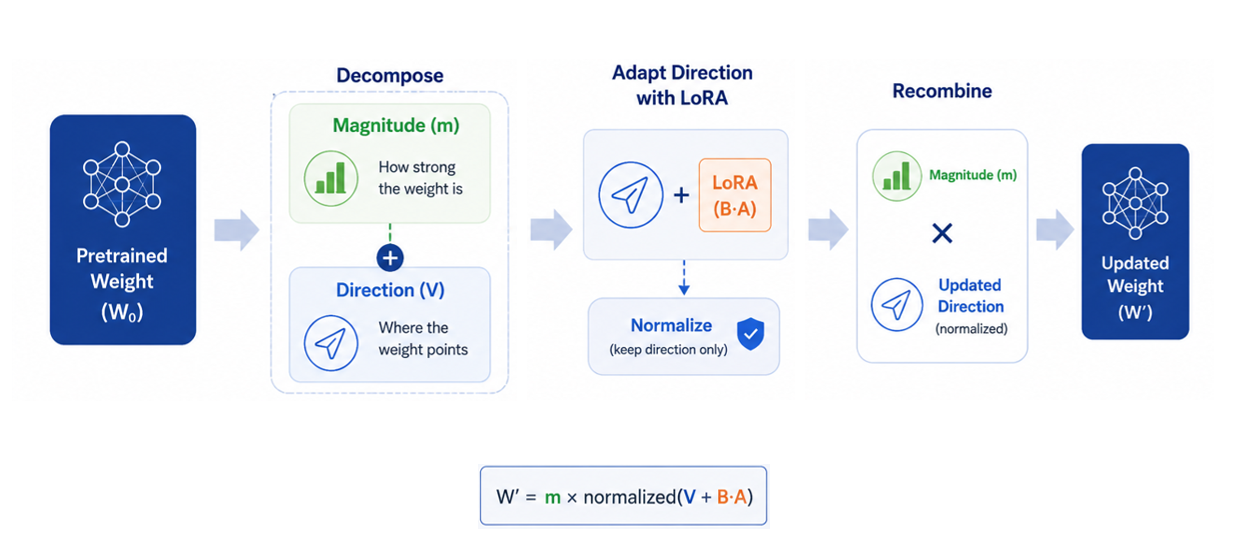 Pretrained
Weight
(W₀)
Decompose
Magnitude (m)
How strong
the weight is
+
Direction (V)
Where the
weight points
Adapt Direction
with LoRA
+
LoRA
(B·A)
Normalize
(keep direction only)
Recombine
Magnitude (m)
×
Updated
Direction
(normalized)
Updated
Weight
(W′)
W′ = m × normalized(V + B·A)